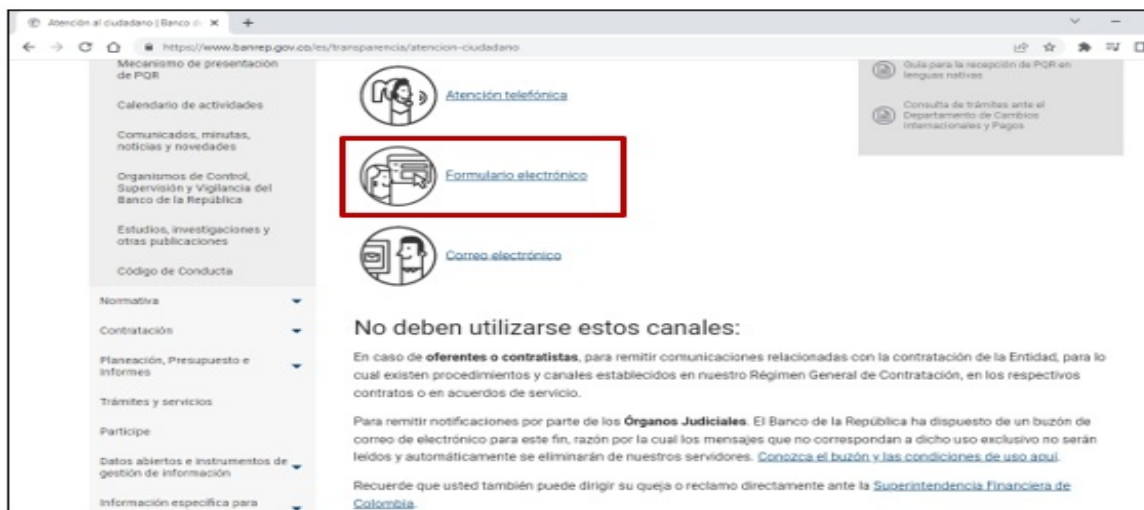 Atención al ciudadano | Banco d
https://www.banrep.gov.co/es/transparencia/atencion-ciudadano
Mecanismo de presentación
de PQR
Calendario de actividades
Comunicados, minutas,
noticias y novedades
Organismos de Control,
Supervisión y Vigilancia del
Banco de la República
Estudios, investigaciones y
otras publicaciones
Código de Conducta
Normativa
Contratación
Planeación, Presupuesto e
Informes
Trámites y servicios
Participe
Datos abiertos e instrumentos de
gestión de información
Información específica para
Atención telefónica
Formulario electrónico
Correo electrónico
No deben utilizarse estos canales:
En caso de oferentes o contratistas, para remitir comunicaciones relacionadas con la contratación de la Entidad, para lo
cual existen procedimientos y canales establecidos en nuestro Régimen General de Contratación, en los respectivos
contratos o en acuerdos de servicio.
Para remitir notificaciones por parte de los Órganos Judiciales. El Banco de la República ha dispuesto de un buzón de
correo de electrónico para este fin, razón por la cual los mensajes que no correspondan a dicho uso exclusivo no serán
leídos y automáticamente se eliminarán de nuestros servidores. Conozca el buzón y las condiciones de uso aquí.
Recuerde que usted también puede dirigir su queja o reclamo directamente ante la Superintendencia Financiera de
Colombia.
Guía para la recepción de PQR en
lenguas nativas
Consulta de trámites ante el
Departamento de Cambios
Internacionales y Pagos